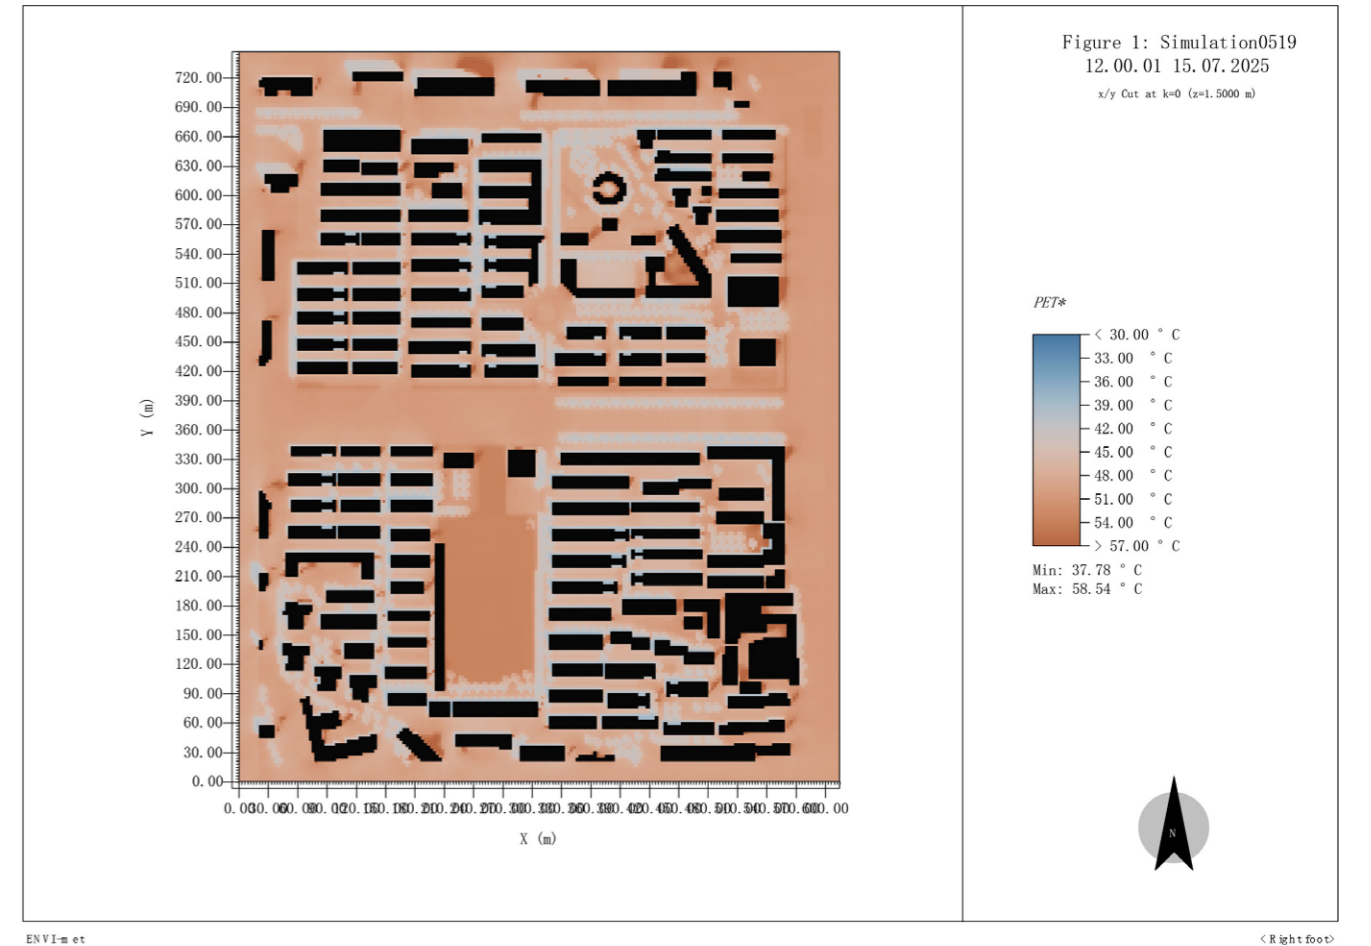 Figure 1: Simulation0519
12.00.01 15.07.2025
x/y Cut at k=0 (z=1.5000 m)
720.00
690.00
660.00
630.00
600.00
570.00
540.00
510.00
480.00
450.00
420.00
390.00
360.00
330.00
300.00
270.00
240.00
210.00
180.00
150.00
120.00
90.00
60.00
30.00
0.00
Y (m)
X (m)
PET*
< 30.00 ° C
33.00 ° C
36.00 ° C
39.00 ° C
42.00 ° C
45.00 ° C
48.00 ° C
51.00 ° C
54.00 ° C
> 57.00 ° C
Min: 37.78 ° C
Max: 58.54 ° C
N
ENVI-met
<Rightfoot>